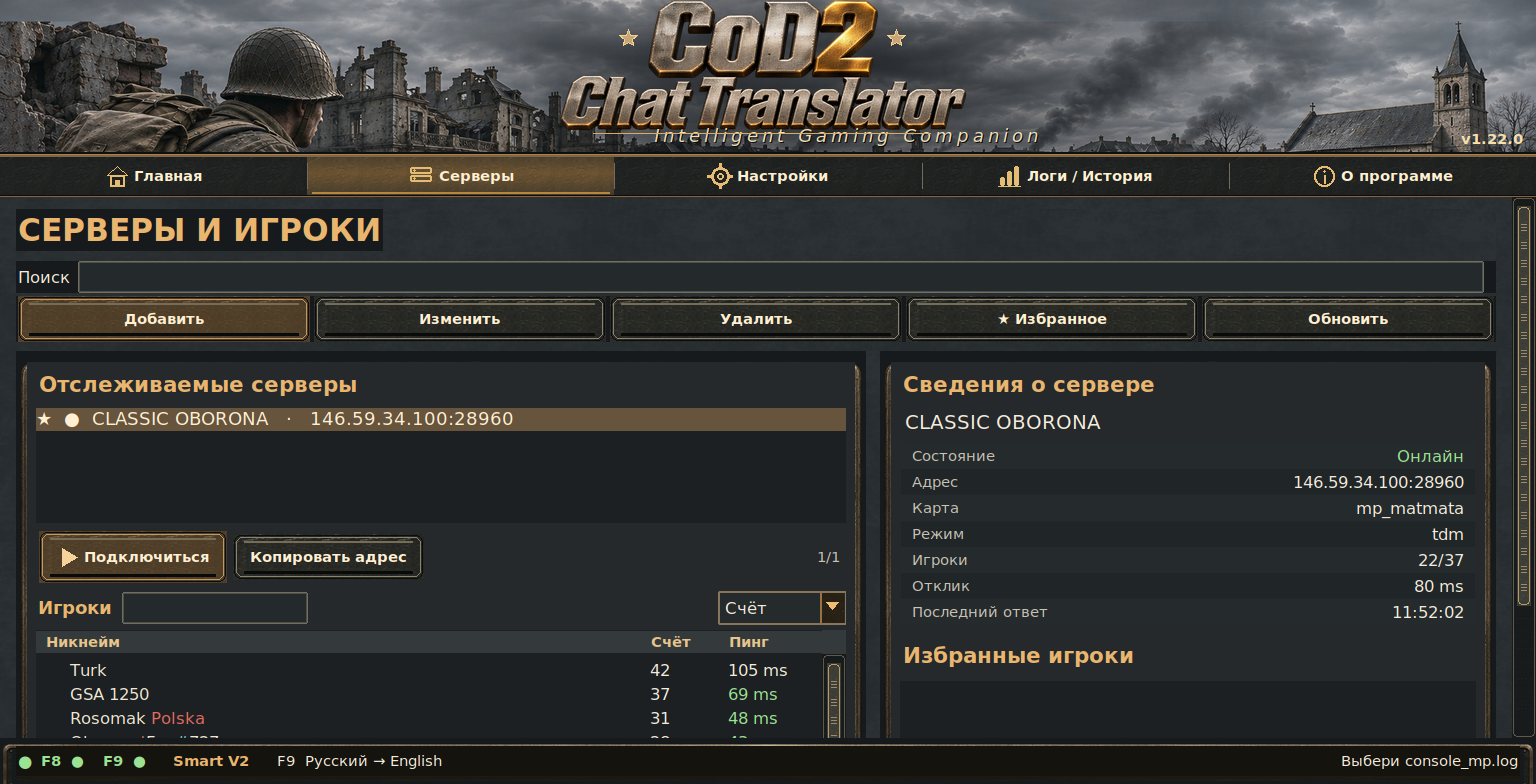 CoD2
Chat Translator
Intelligent Gaming Companion
v1.22.0
Главная Серверы Настройки Логи / История О программе
СЕРВЕРЫ И ИГРОКИ
Поиск
Добавить Изменить Удалить ★ Избранное Обновить
Отслеживаемые серверы
★ ● CLASSIC OBORONA · 146.59.34.100:28960
Подключиться Копировать адрес 1/1
Игроки Счёт
Никнейм Счёт Пинг
Turk 42 105 ms
GSA 1250 37 69 ms
Rosomak Polska 31 48 ms
Сведения о сервере
CLASSIC OBORONA
Состояние Онлайн
Адрес 146.59.34.100:28960
Карта mp_matmata
Режим tdm
Игроки 22/37
Отклик 80 ms
Последний ответ 11:52:02
Избранные игроки
● F8 ● F9 ● Smart V2 F9 Русский → English Выбери console_mp.log